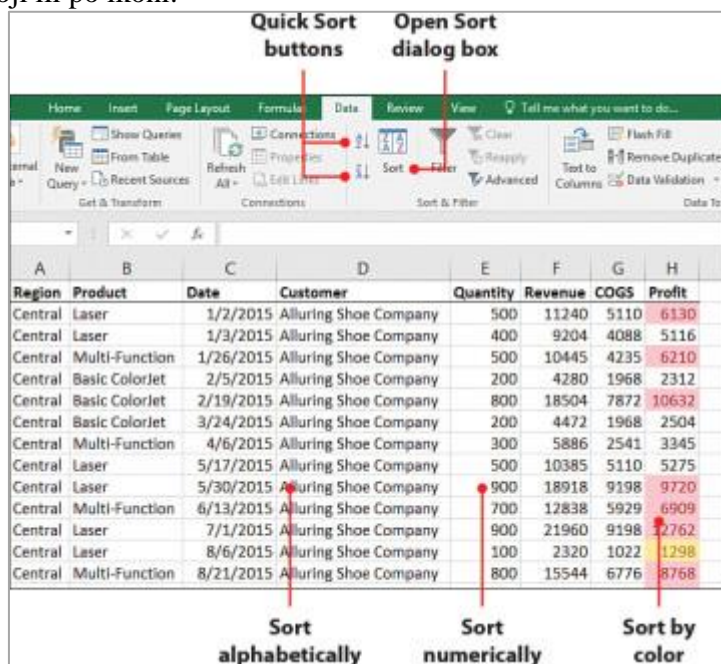 Quick Sort Open Sort
buttons dialog box
Home Insert Page Layout Formulas Data Review View Tell me what you want to do...
Show Queries Connections Clear Flash Fill
From Table Properties Reapply Remove Duplicate
New Query Recent Sources Refresh All Edit Links Sort Filter Advanced Text to Columns Data Validation
Get & Transform Connections Sort & Filter Data To
fx
A B C D E F G H
Region Product Date Customer Quantity Revenue COGS Profit
Central Laser 1/2/2015 Alluring Shoe Company 500 11240 5110 6130
Central Laser 1/3/2015 Alluring Shoe Company 400 9204 4088 5116
Central Multi-Function 1/26/2015 Alluring Shoe Company 500 10445 4235 6210
Central Basic ColorJet 2/5/2015 Alluring Shoe Company 200 4280 1968 2312
Central Basic ColorJet 2/19/2015 Alluring Shoe Company 800 18504 7872 10632
Central Basic ColorJet 3/24/2015 Alluring Shoe Company 200 4472 1968 2504
Central Multi-Function 4/6/2015 Alluring Shoe Company 300 5886 2541 3345
Central Laser 5/17/2015 Alluring Shoe Company 500 10385 5110 5275
Central Laser 5/30/2015 Alluring Shoe Company 900 18918 9198 9720
Central Multi-Function 6/13/2015 Alluring Shoe Company 700 12838 5929 6909
Central Laser 7/1/2015 Alluring Shoe Company 900 21960 9198 12762
Central Laser 8/6/2015 Alluring Shoe Company 100 2320 1022 1298
Central Multi-Function 8/21/2015 Alluring Shoe Company 800 15544 6776 8768
Sort Sort Sort by
alphabetically numerically color